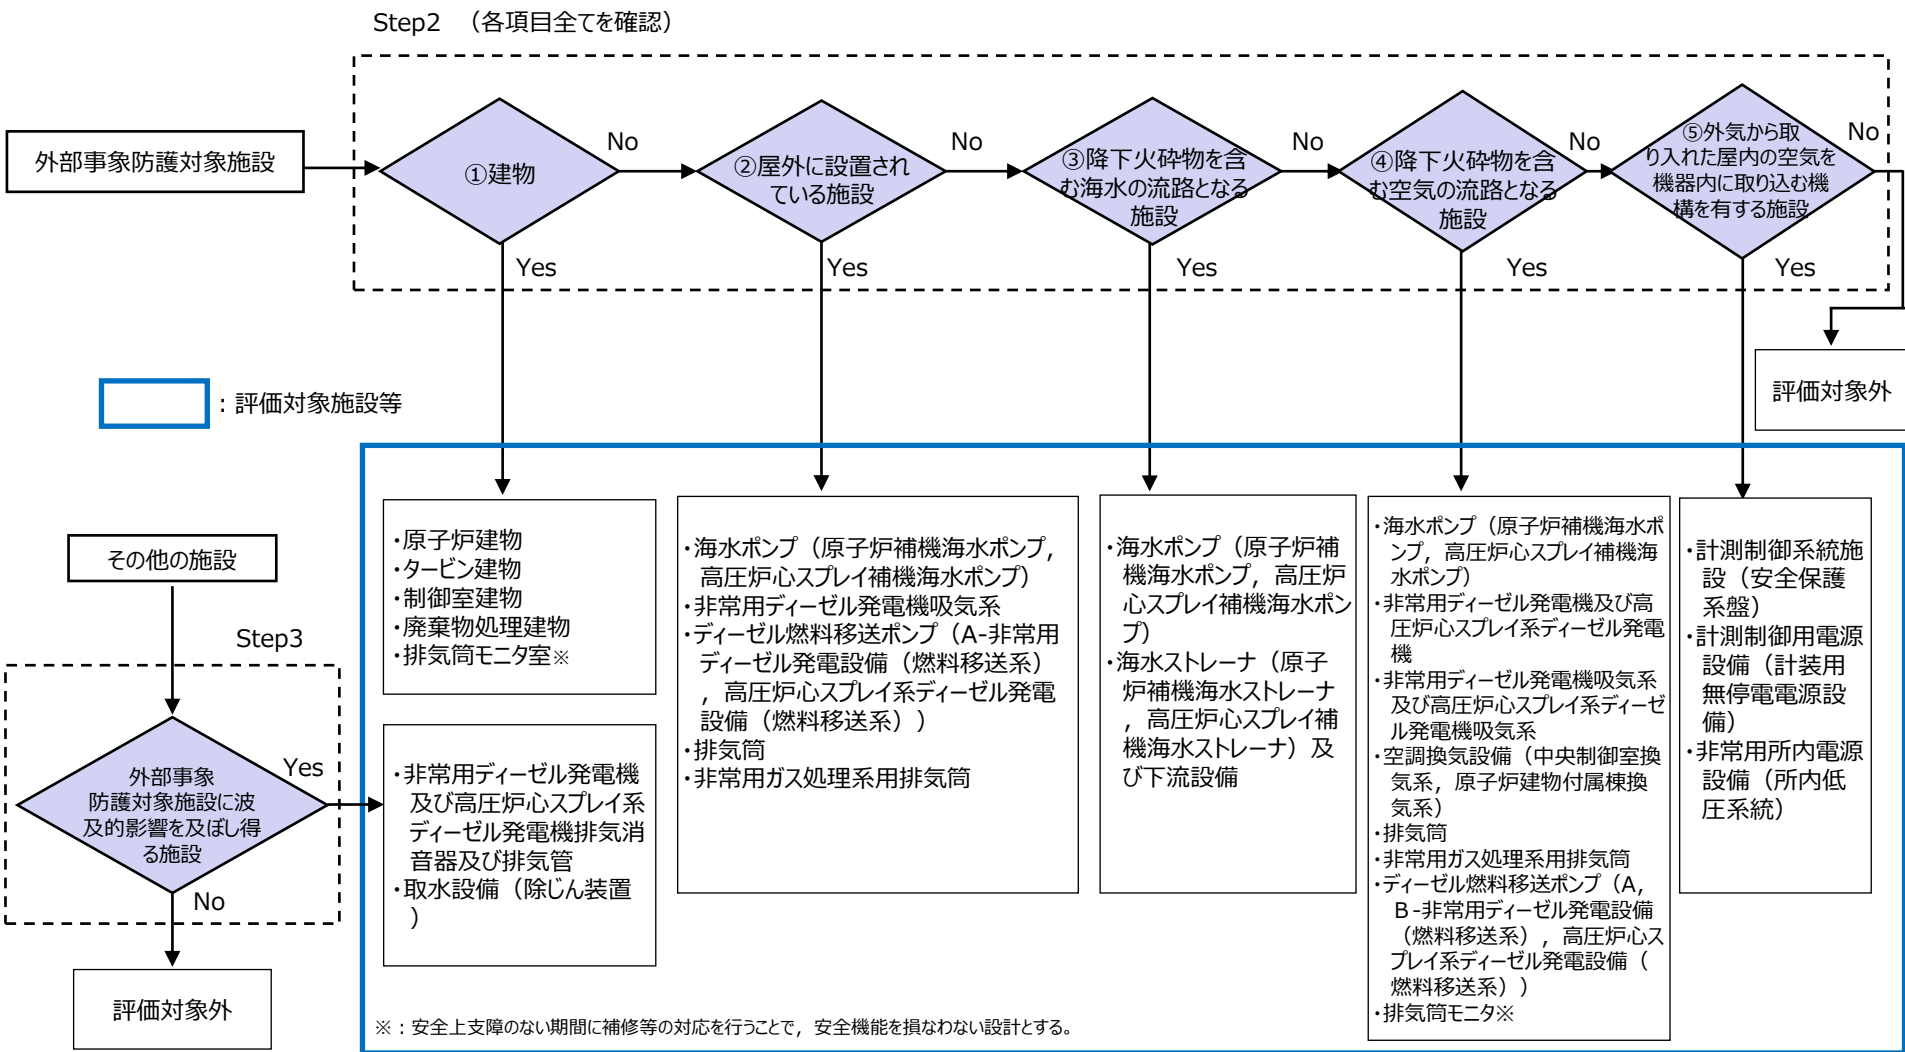 Step2　（各項目全てを確認）
外部事象防護対象施設
①建物
No
Yes
②屋外に設置され
ている施設
No
Yes
③降下火砕物を含
む海水の流路となる
施設
No
Yes
④降下火砕物を含
む空気の流路となる
施設
No
Yes
⑤外気から取
り入れた屋内の空気を
機器内に取り込む機
構を有する施設
No
Yes
評価対象外
：評価対象施設等
・原子炉建物
・タービン建物
・制御室建物
・廃棄物処理建物
・排気筒モニタ室※
・海水ポンプ（原子炉補機海水ポンプ，
高圧炉心スプレイ補機海水ポンプ）
・非常用ディーゼル発電機吸気系
・ディーゼル燃料移送ポンプ（A-非常用
ディーゼル発電設備（燃料移送系）
，高圧炉心スプレイ系ディーゼル発電
設備（燃料移送系））
・排気筒
・非常用ガス処理系用排気筒
・海水ポンプ（原子炉補
機海水ポンプ，高圧炉
心スプレイ補機海水ポン
プ）
・海水ストレーナ（原子
炉補機海水ストレーナ
，高圧炉心スプレイ補
機海水ストレーナ）及
び下流設備
・海水ポンプ（原子炉補機海水ポ
ンプ，高圧炉心スプレイ補機海
水ポンプ）
・非常用ディーゼル発電機及び高
圧炉心スプレイ系ディーゼル発電
機
・非常用ディーゼル発電機吸気系
及び高圧炉心スプレイ系ディーゼ
ル発電機吸気系
・空調換気設備（中央制御室換
気系，原子炉建物付属棟換
気系）
・排気筒
・非常用ガス処理系用排気筒
・ディーゼル燃料移送ポンプ（A，
B-非常用ディーゼル発電設備
（燃料移送系），高圧炉心ス
プレイ系ディーゼル発電設備（
燃料移送系））
・排気筒モニタ※
・計測制御系統施
設（安全保護
系盤）
・計測制御用電源
設備（計装用
無停電電源設
備）
・非常用所内電源
設備（所内低
圧系統）
その他の施設
Step3
外部事象
防護対象施設に波
及的影響を及ぼし得
る施設
Yes
No
評価対象外
・非常用ディーゼル発電機
及び高圧炉心スプレイ系
ディーゼル発電機排気消
音器及び排気管
・取水設備（除じん装置
）
※：安全上支障のない期間に補修等の対応を行うことで，安全機能を損なわない設計とする。